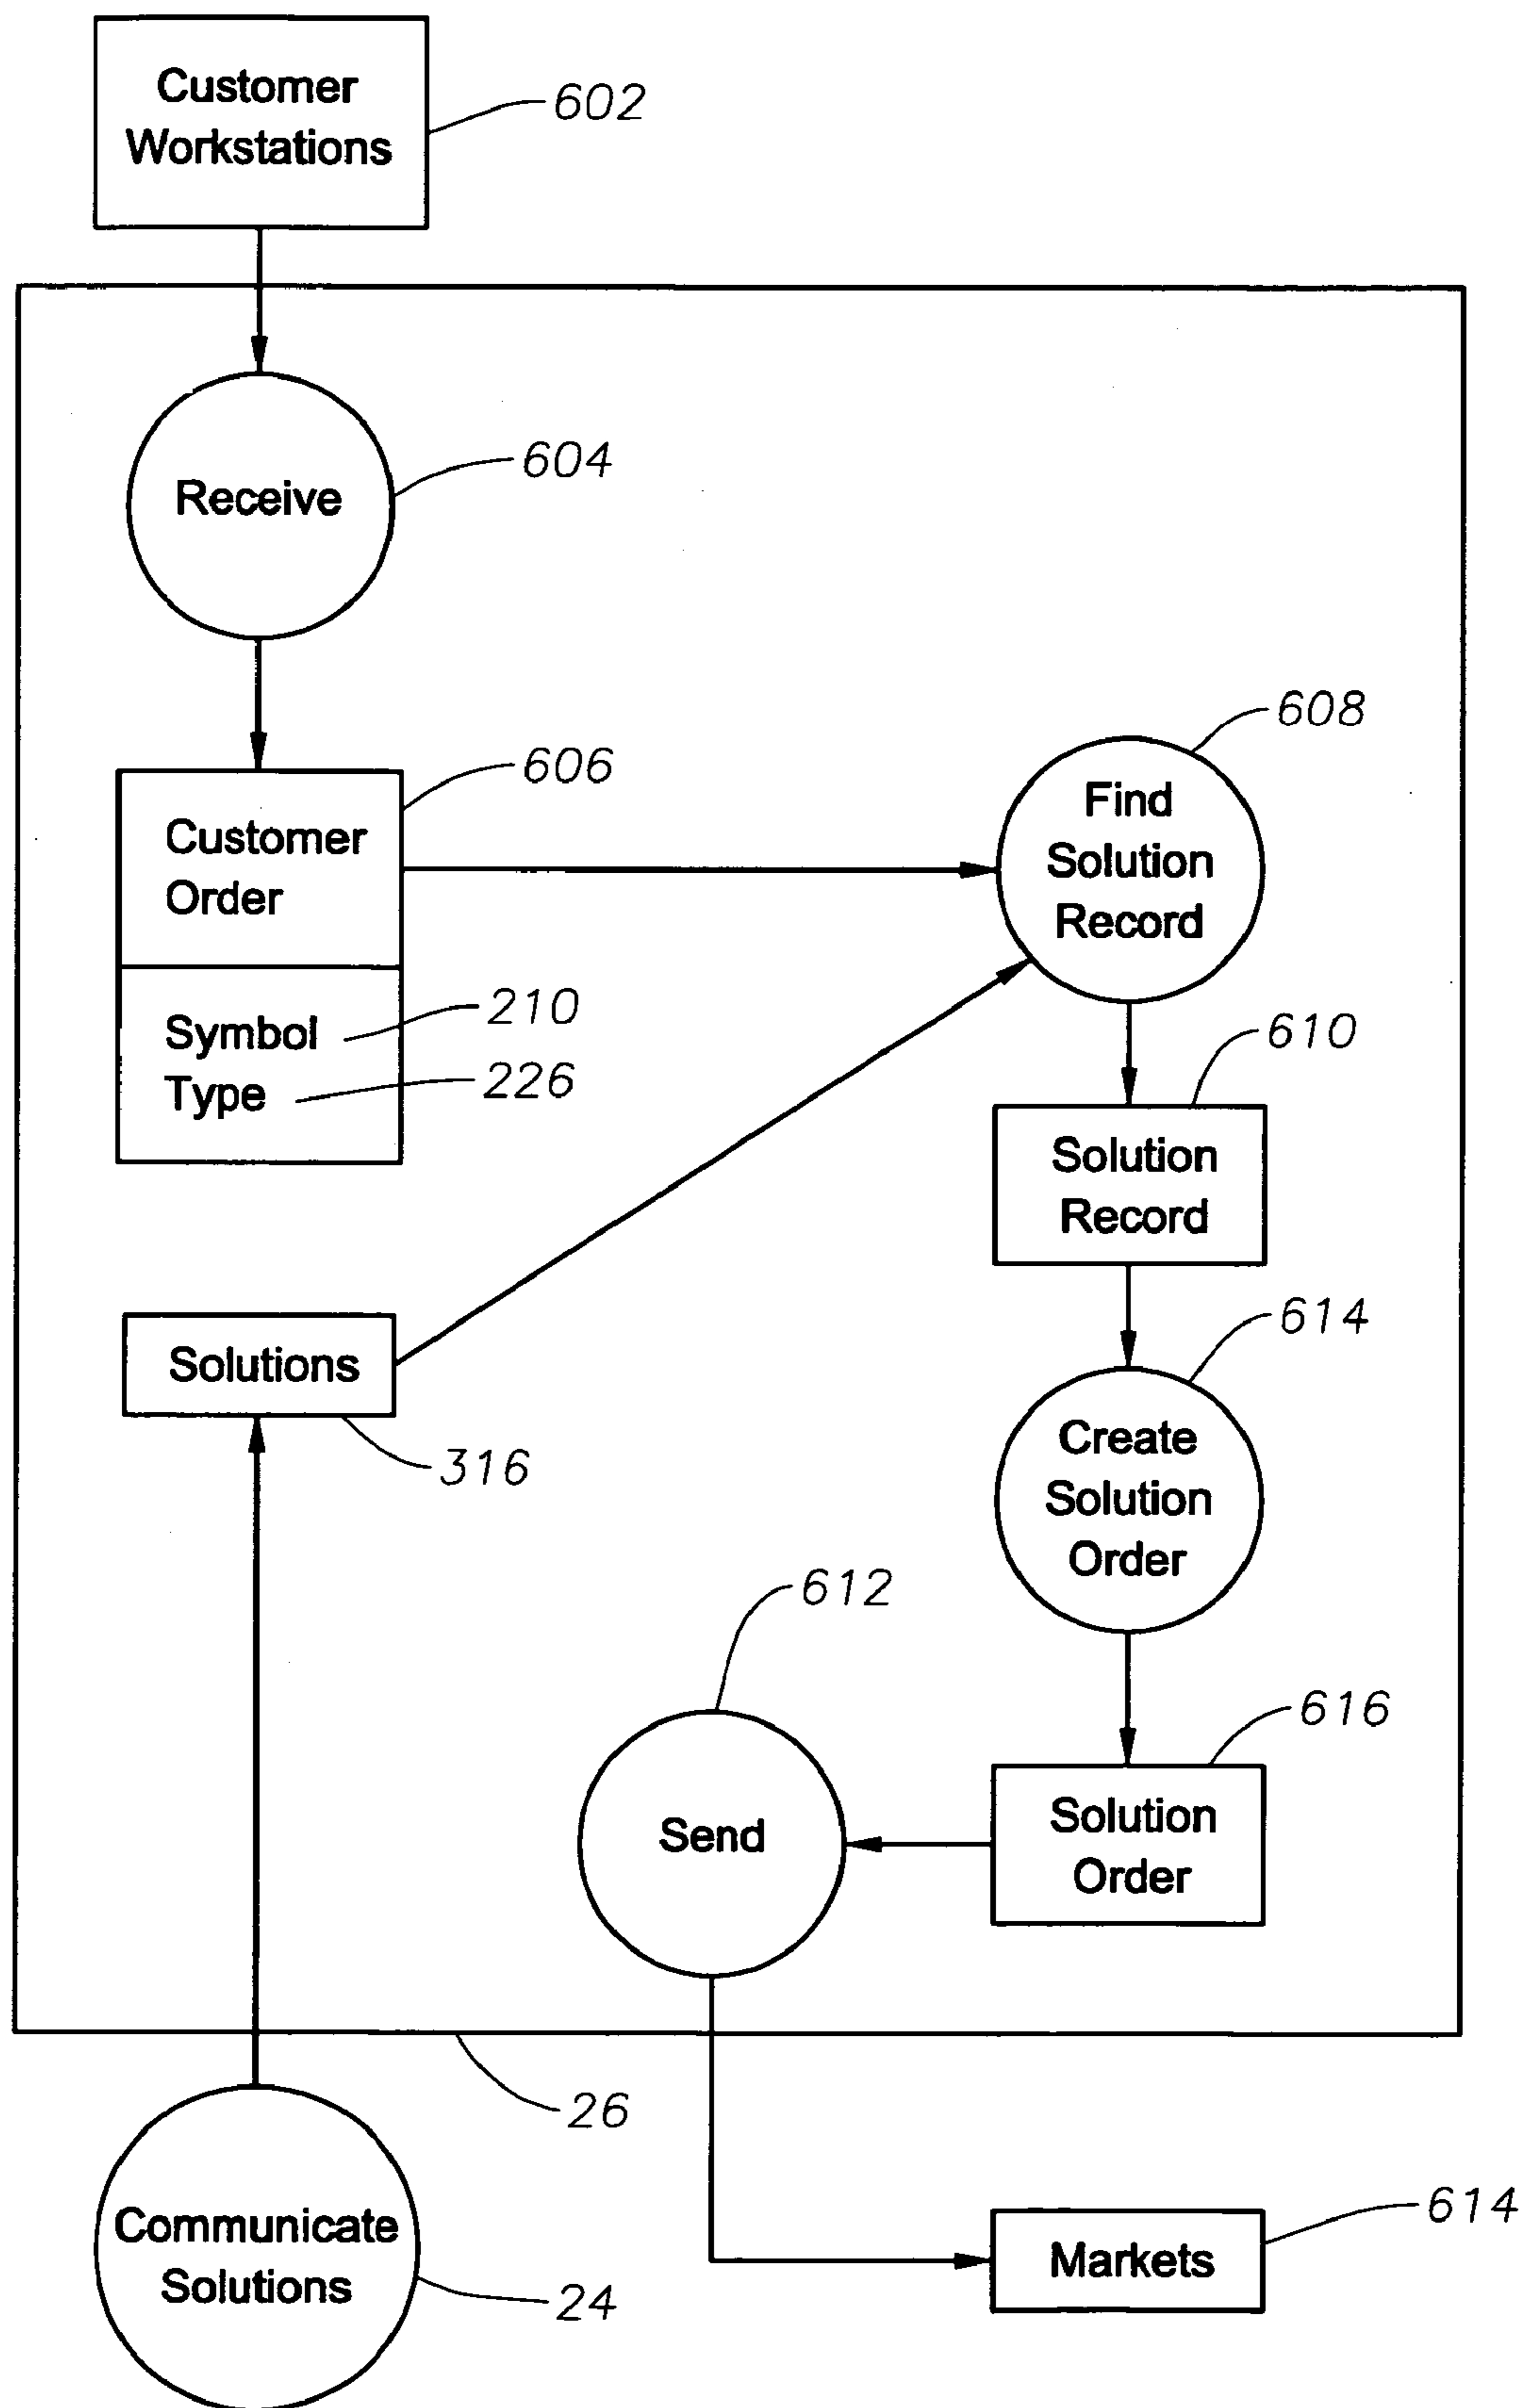 Customer
Workstations
602
Receive
604
608
Find
Solution
Record
606
Customer
Order
Symbol
210
Type
226
610
Solution
Record
Solutions
316
614
Create
Solution
Order
612
Send
616
Solution
Order
26
Communicate
Solutions
24
Markets
614